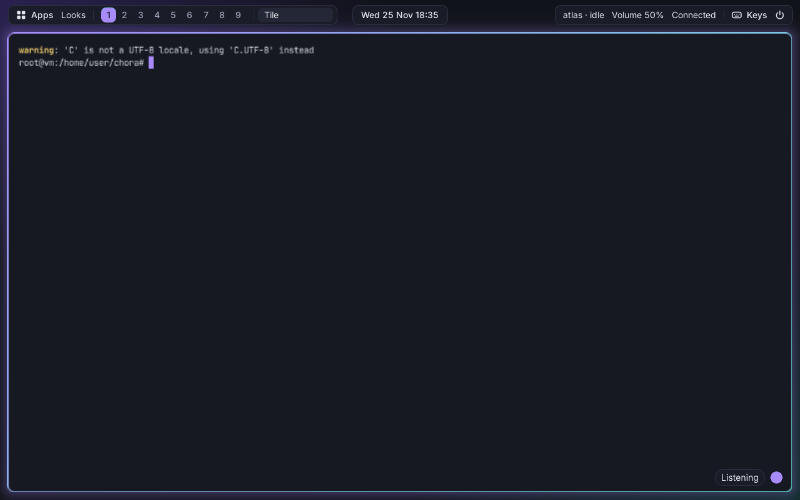 Apps Looks 1 2 3 4 5 6 7 8 9 Tile Wed 25 Nov 18:35 atlas · idle Volume 50% Connected Keys
warning: 'C' is not a UTF-8 locale, using 'C.UTF-8' instead
root@vm:/home/user/chora#
Listening